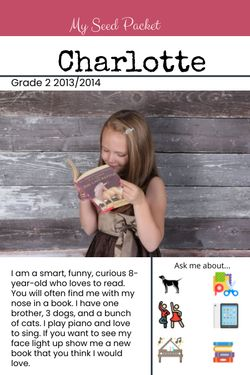 My Seed Packet
Charlotte
Grade 2 2013/2014
I am a smart, funny, curious 8-
year-old who loves to read.
You will often find me with my
nose in a book. I have one
brother, 3 dogs, and a bunch
of cats. I play piano and love
to sing. If you want to see my
face light up show me a new
book that you think I would
love.
Ask me about...